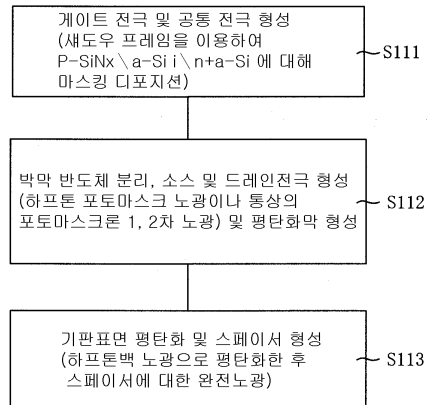 게이트 전극 및 공통 전극 형성
(섀도우 프레임을 이용하여
P-SiNx \ a-Si i \ n+a-Si 에 대해
마스킹 디포지션)
S111
박막 반도체 분리, 소스 및 드레인전극 형성
(하프톤 포토마스크 노광이나 통상의
포토마스크론 1, 2차 노광) 및 평탄화막 형성
S112
기판표면 평탄화 및 스페이서 형성
(하프톤백 노광으로 평탄화한 후
스페이서에 대한 완전노광)
S113